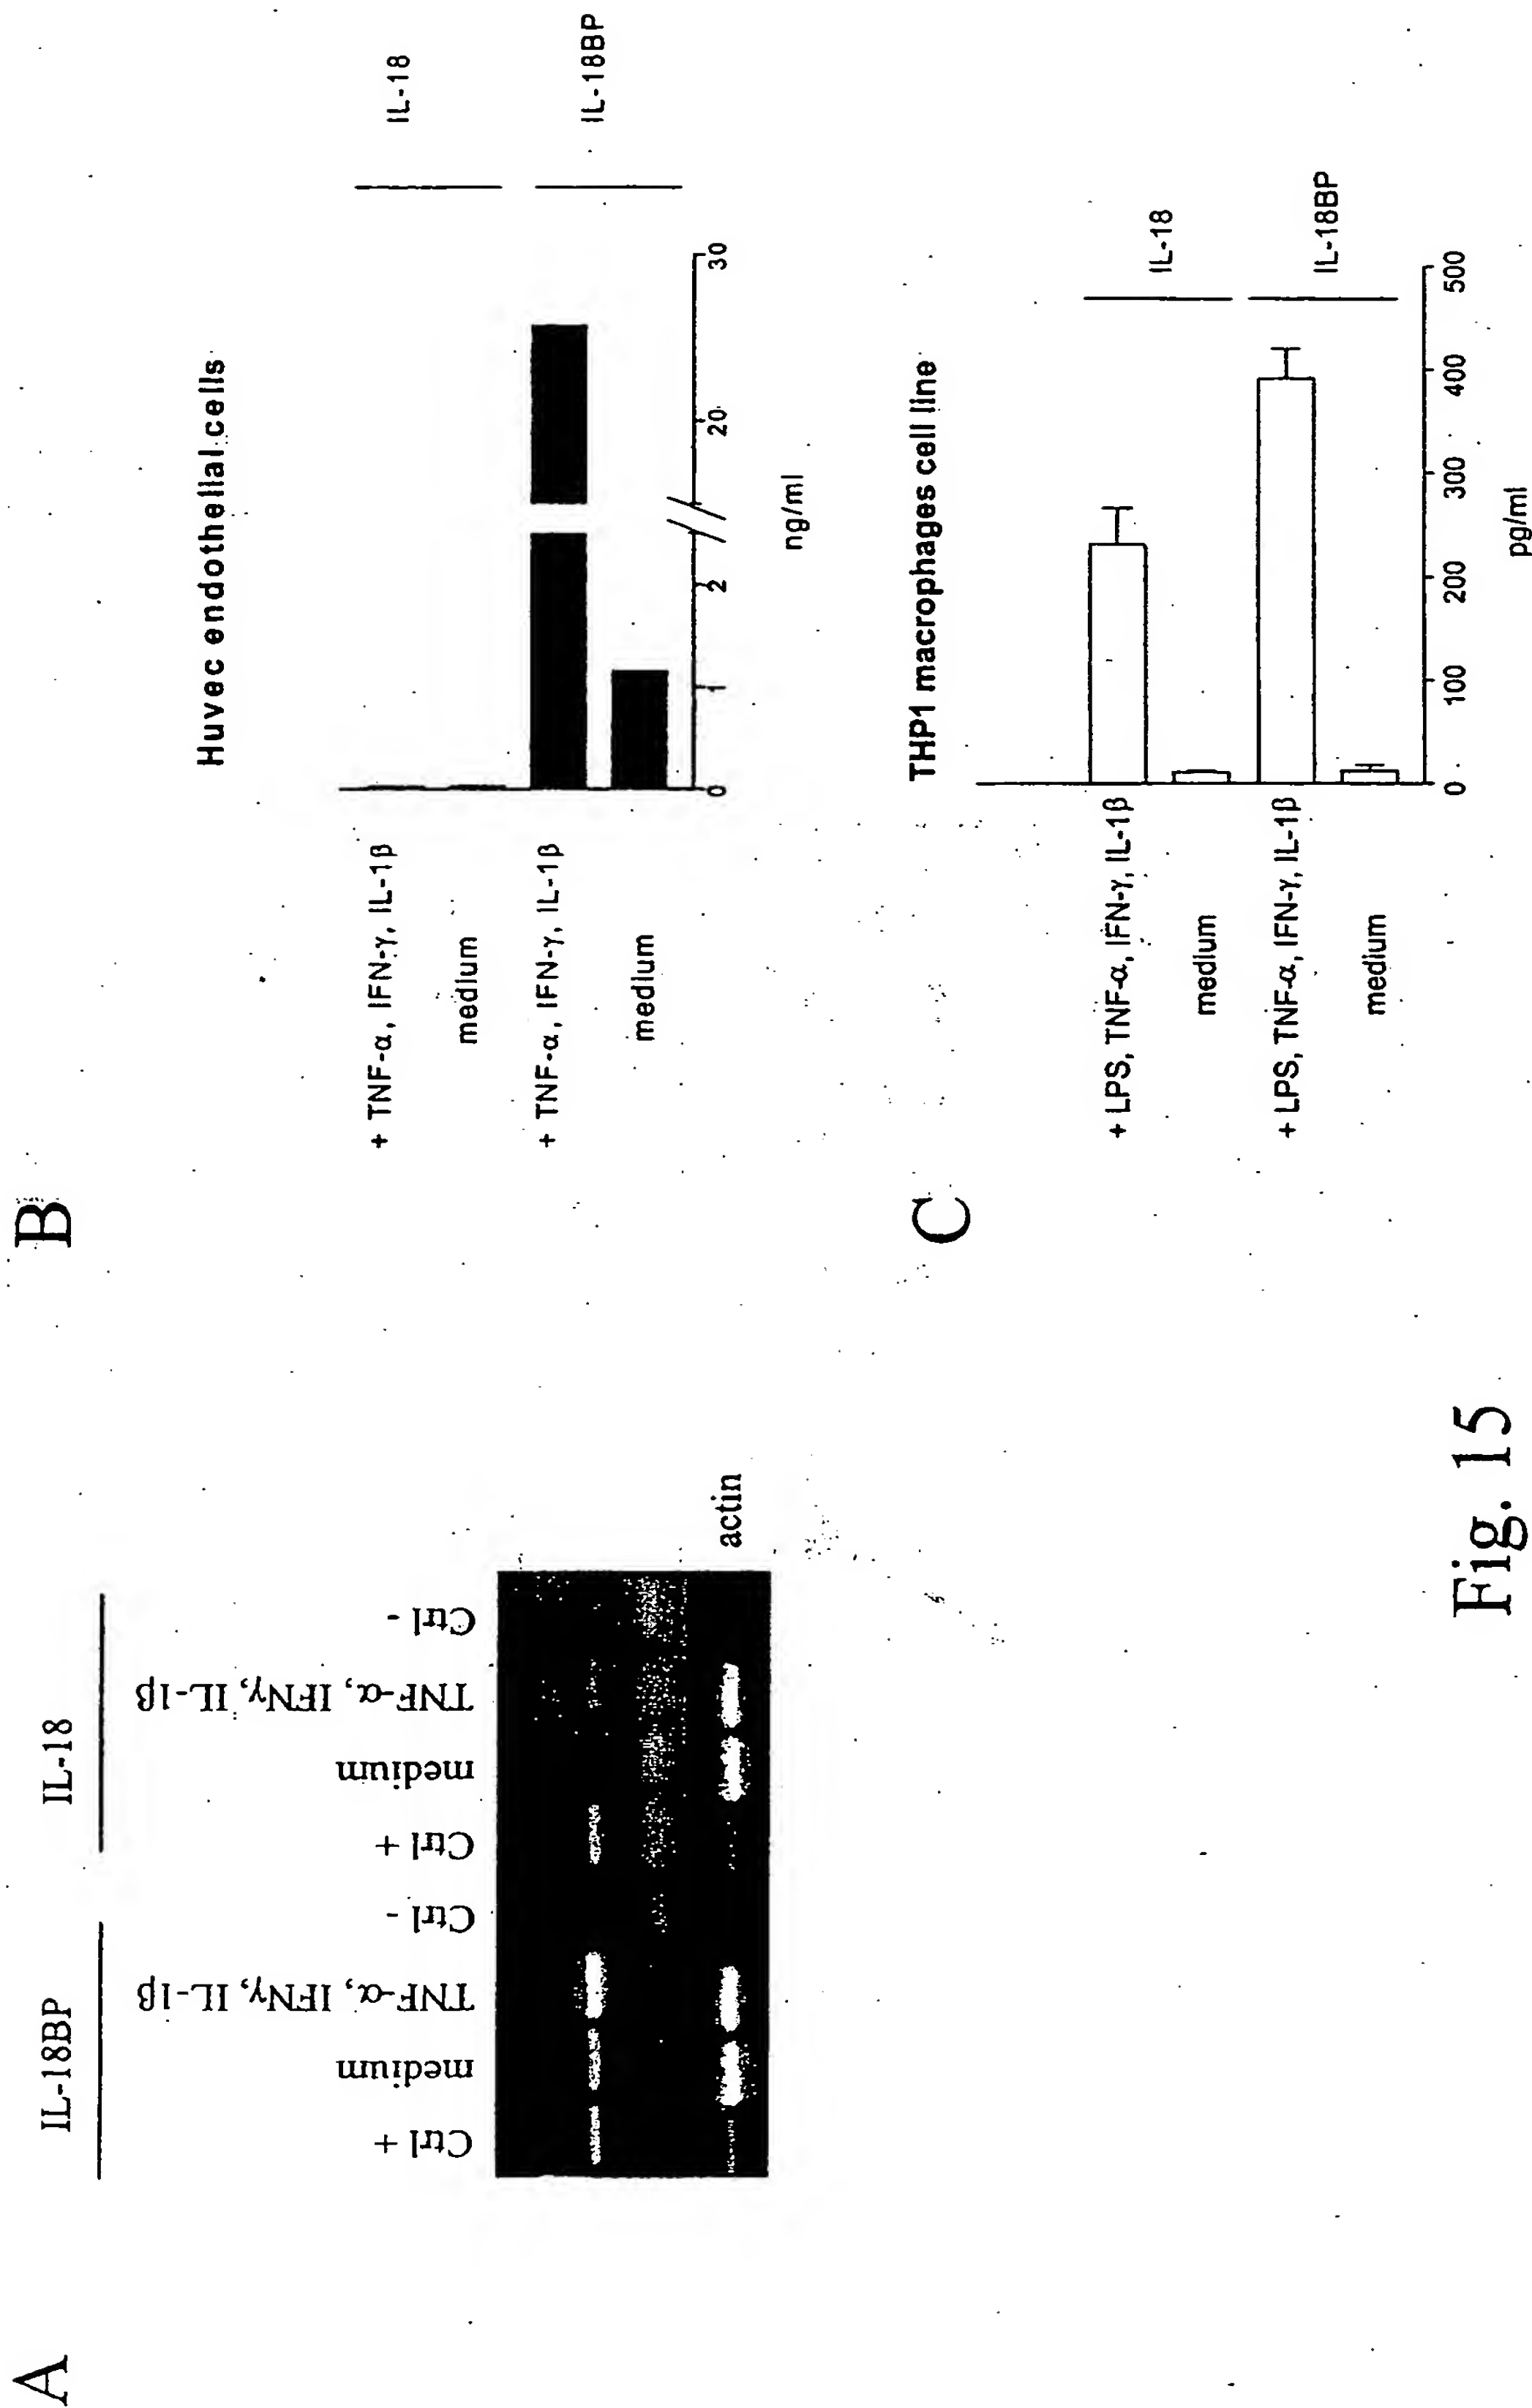 A
IL-18BP
IL-18
Ctrl +
medium
TNF-α, IFNγ, IL-1β
Ctrl -
Ctrl +
medium
TNF-α, IFNγ, IL-1β
Ctrl -
actin
B
Huvec endothelial cells
+ TNF-α, IFN-γ, IL-1β
medium
IL-18
+ TNF-α, IFN-γ, IL-1β
medium
IL-18BP
0 1 2 20 30
ng/ml
C
THP1 macrophages cell line
+ LPS, TNF-α, IFN-γ, IL-1β
medium
IL-18
+ LPS, TNF-α, IFN-γ, IL-1β
medium
IL-18BP
0 100 200 300 400 500
pg/ml
Fig. 15